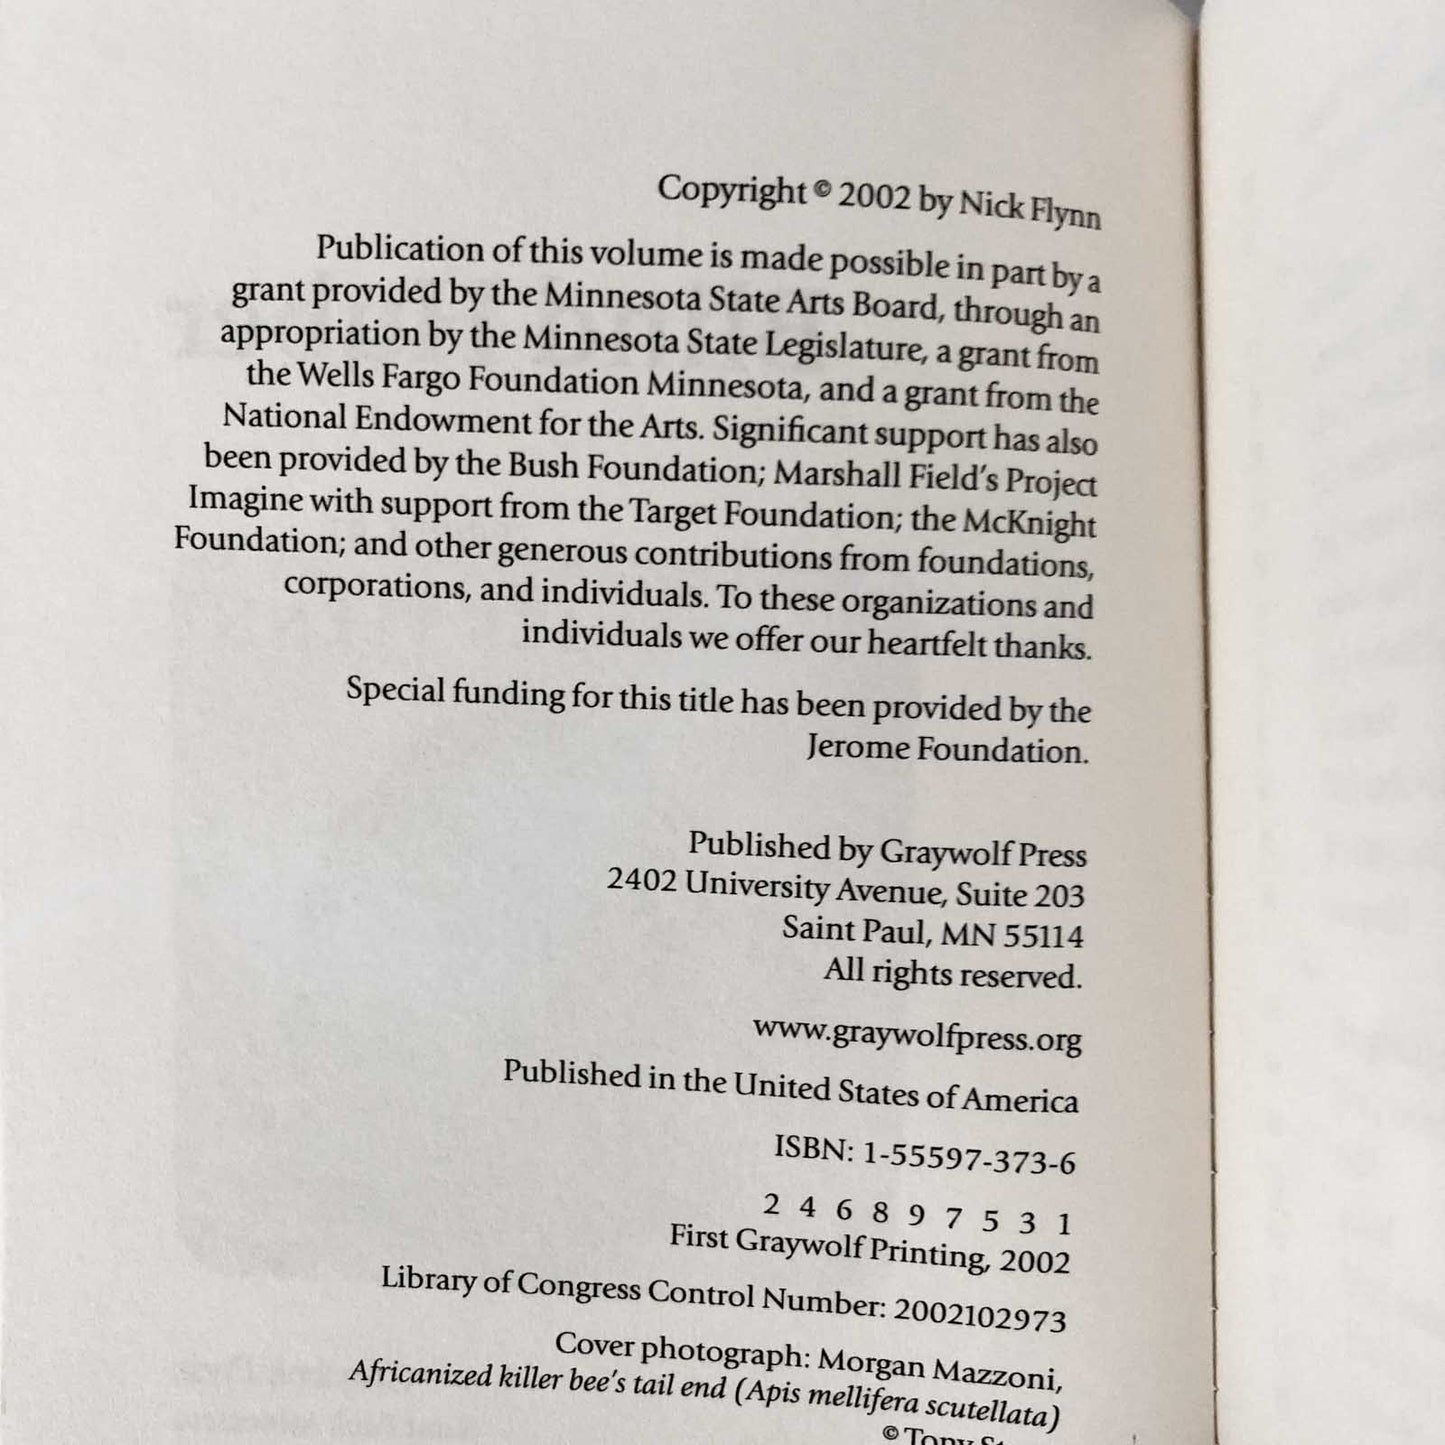 Copyright © 2002 by Nick Flynn
Publication of this volume is made possible in part by a
grant provided by the Minnesota State Arts Board, through an
appropriation by the Minnesota State Legislature, a grant from
the Wells Fargo Foundation Minnesota, and a grant from the
National Endowment for the Arts. Significant support has also
been provided by the Bush Foundation; Marshall Field's Project
Imagine with support from the Target Foundation; the McKnight
Foundation; and other generous contributions from foundations,
corporations, and individuals. To these organizations and
individuals we offer our heartfelt thanks.
Special funding for this title has been provided by the
Jerome Foundation.
Published by Graywolf Press
2402 University Avenue, Suite 203
Saint Paul, MN 55114
All rights reserved.
www.graywolfpress.org
Published in the United States of America
ISBN: 1-55597-373-6
2 4 6 8 9 7 5 3 1
First Graywolf Printing, 2002
Library of Congress Control Number: 2002102973
Cover photograph: Morgan Mazzoni,
Africanized killer bee's tail end (Apis mellifera scutellata)
© Tony